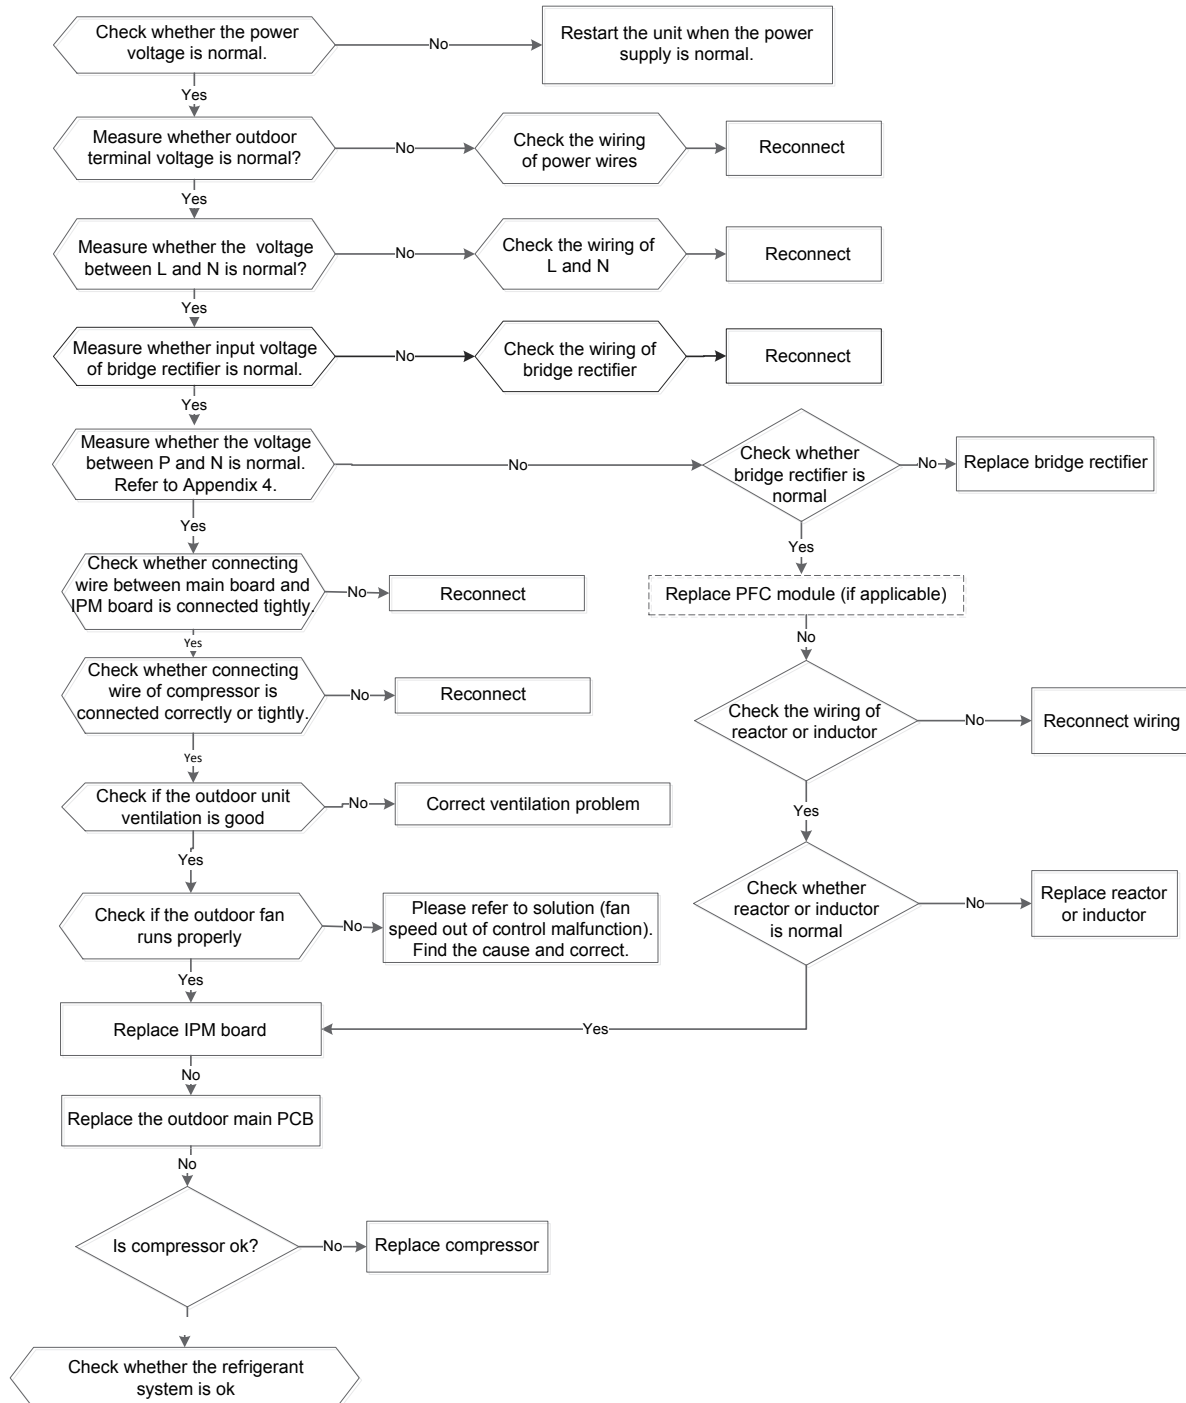 Check whether the power
voltage is normal.
No
Restart the unit when the power
supply is normal.
Yes
Measure whether outdoor
terminal voltage is normal?
No
Check the wiring
of power wires
Reconnect
Yes
Measure whether the voltage
between L and N is normal?
No
Check the wiring of
L and N
Reconnect
Yes
Measure whether input voltage
of bridge rectifier is normal.
No
Check the wiring of
bridge rectifier
Reconnect
Yes
Measure whether the voltage
between P and N is normal.
Refer to Appendix 4.
No
Check whether
bridge rectifier is
normal
No
Replace bridge rectifier
Yes
Yes
Check whether connecting
wire between main board and
IPM board is connected tightly.
No
Reconnect
Replace PFC module (if applicable)
Yes
No
Check whether connecting
wire of compressor is
connected correctly or tightly.
No
Reconnect
Check the wiring of
reactor or inductor
No
Reconnect wiring
Yes
Check if the outdoor unit
ventilation is good
No
Correct ventilation problem
Yes
Yes
Check if the outdoor fan
runs properly
No
Please refer to solution (fan
speed out of control malfunction).
Find the cause and correct.
Check whether
reactor or inductor
is normal
No
Replace reactor
or inductor
Yes
Replace IPM board
Yes
No
Replace the outdoor main PCB
No
Is compressor ok?
No
Replace compressor
Check whether the refrigerant
system is ok